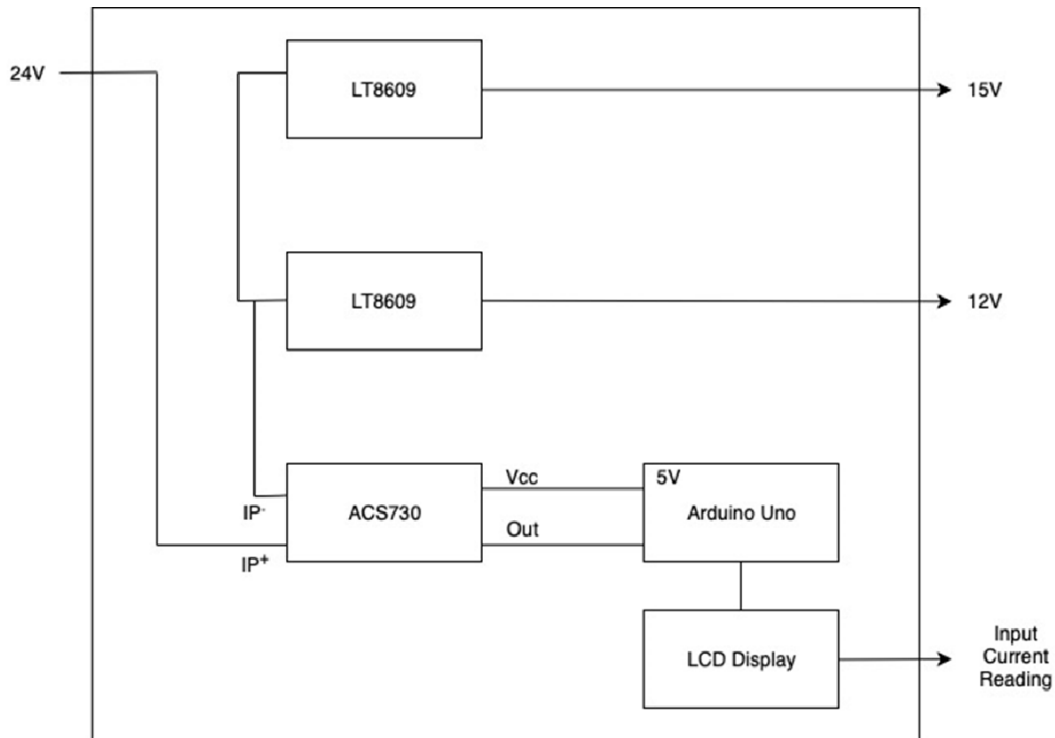 24V
LT8609
15V
LT8609
12V
Vcc
5V
IP-
ACS730
Arduino Uno
Out
IP+
LCD Display
Input
Current
Reading